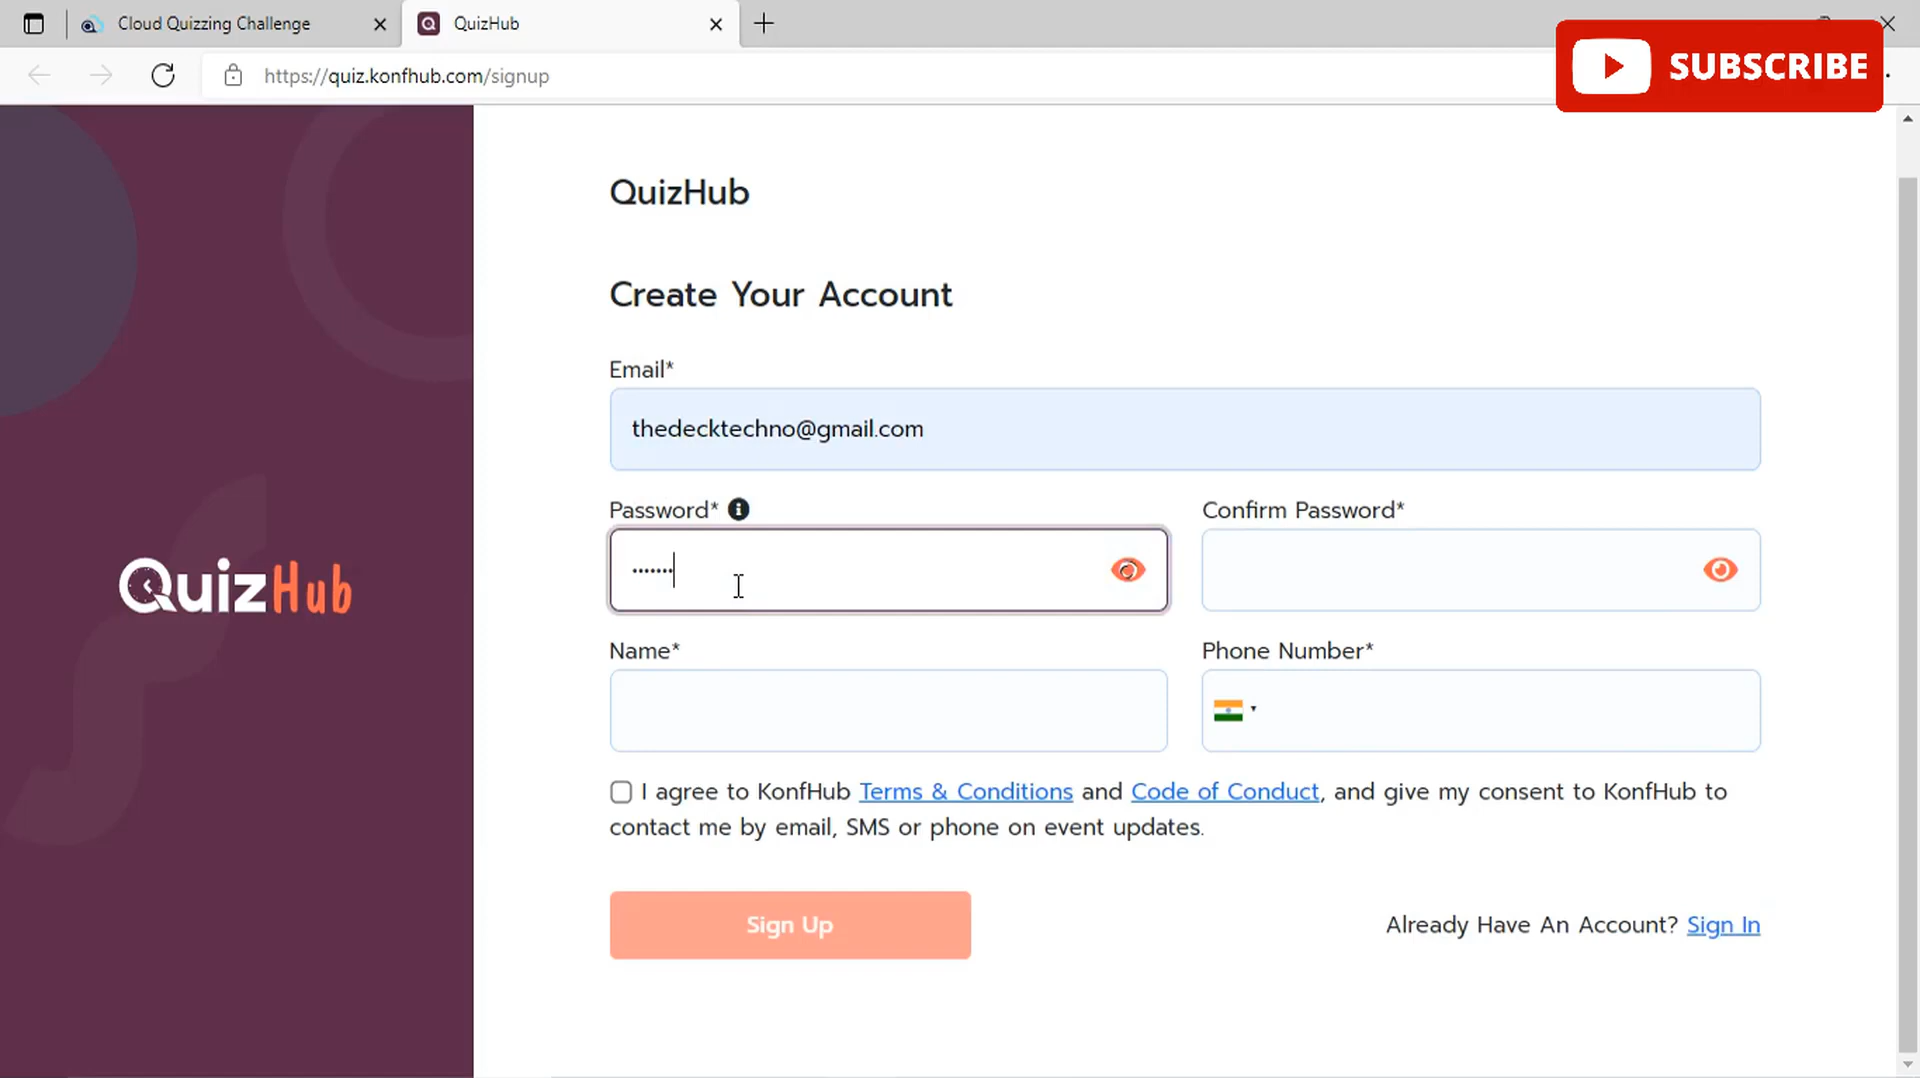 Cloud Quizzing Challenge
QuizHub
https://quiz.konfhub.com/signup
SUBSCRIBE
QuizHub
Create Your Account
Email*
thedecktechno@gmail.com
Password*
Confirm Password*
•••••••
QuizHub
Name*
Phone Number*
I agree to KonfHub Terms & Conditions and Code of Conduct, and give my consent to KonfHub to
contact me by email, SMS or phone on event updates.
Sign Up
Already Have An Account? Sign In